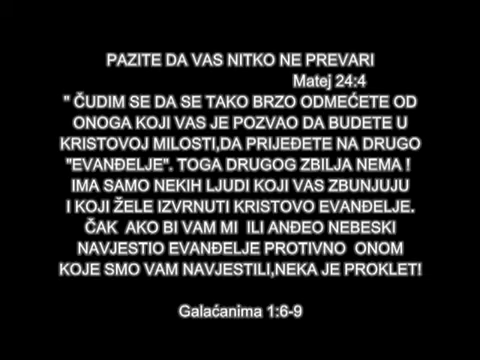 PAZITE DA VAS NITKO NE PREVARI
Matej 24:4
" ČUDIM SE DA SE TAKO BRZO ODMEĆETE OD
ONOGA KOJI VAS JE POZVAO DA BUDETE U
KRISTOVOJ MILOSTI,DA PRIJEĐETE NA DRUGO
"EVANĐELJE". TOGA DRUGOG ZBILJA NEMA !
IMA SAMO NEKIH LJUDI KOJI VAS ZBUNJUJU
I KOJI ŽELE IZVRNUTI KRISTOVO EVANĐELJE.
ČAK AKO BI VAM MI ILI ANĐEO NEBESKI
NAVJESTIO EVANĐELJE PROTIVNO ONOM
KOJE SMO VAM NAVJESTILI,NEKA JE PROKLET!
Galaćanima 1:6-9